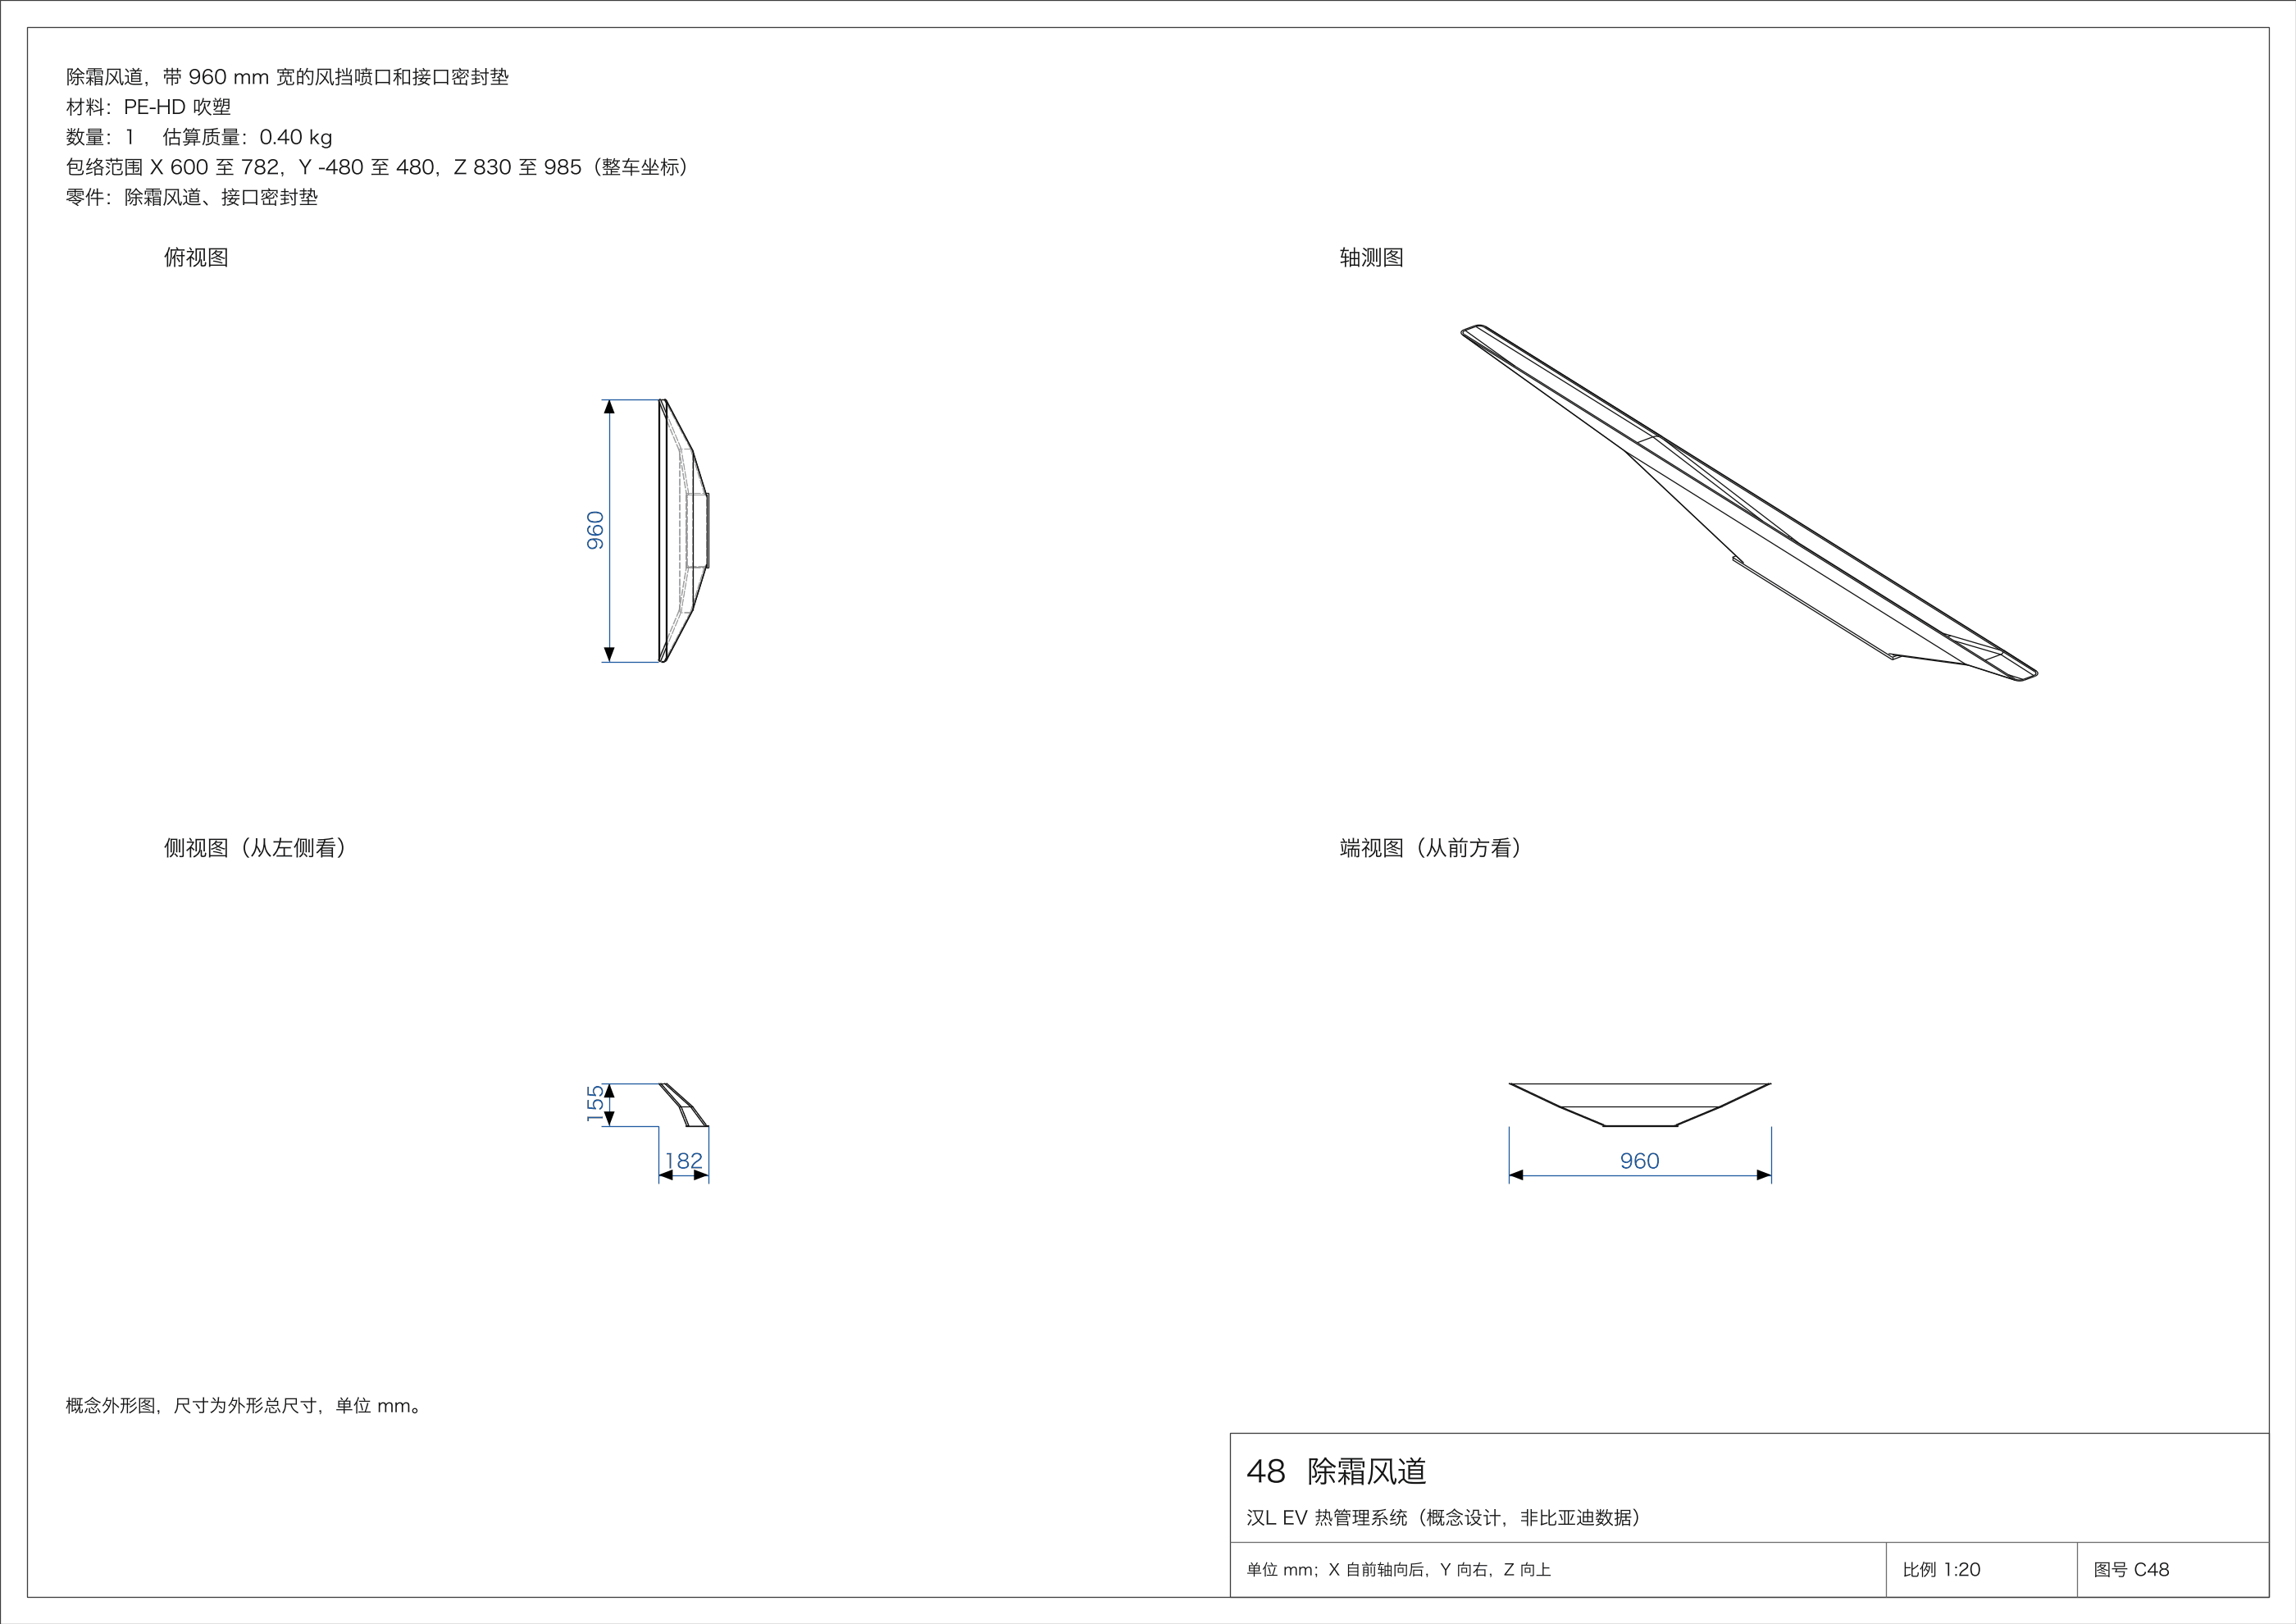 除霜风道，带 960 mm 宽的风挡喷口和接口密封垫
材料：PE-HD 吹塑
数量：1 估算质量：0.40 kg
包络范围 X 600 至 782，Y -480 至 480，Z 830 至 985（整车坐标）
零件：除霜风道、接口密封垫
俯视图
轴测图
960
侧视图（从左侧看）
端视图（从前方看）
155
182
960
概念外形图，尺寸为外形总尺寸，单位 mm。
48 除霜风道
汉L EV 热管理系统（概念设计，非比亚迪数据）
单位 mm；X 自前轴向后，Y 向右，Z 向上
比例 1:20
图号 C48